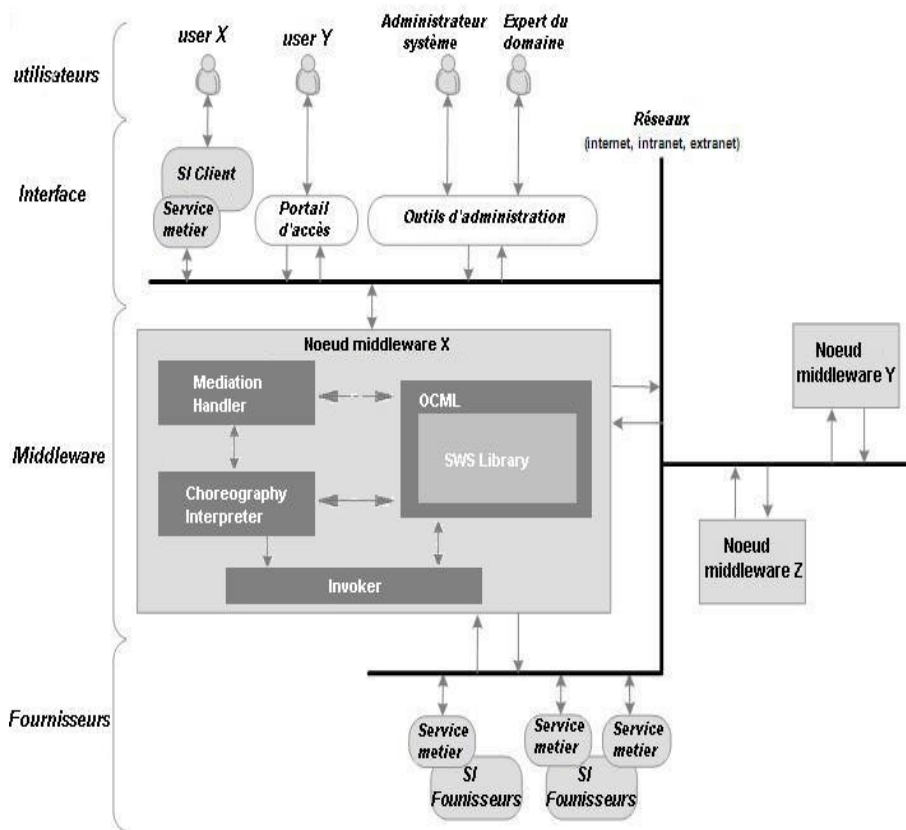 utilisateurs
user X
user Y
Administrateur
système
Expert du
domaine
Réseaux
(internet, intranet, extranet)
Interface
SI Client
Service
metier
Portail
d'accès
Outils d'administration
Middleware
Noeud middleware X
Mediation
Handler
OCML
SWS Library
Choreography
Interpreter
Invoker
Noeud
middleware Y
Noeud
middleware Z
Fournisseurs
Service
metier
SI
Founisseurs
Service
metier
Service
metier
SI
Founisseurs